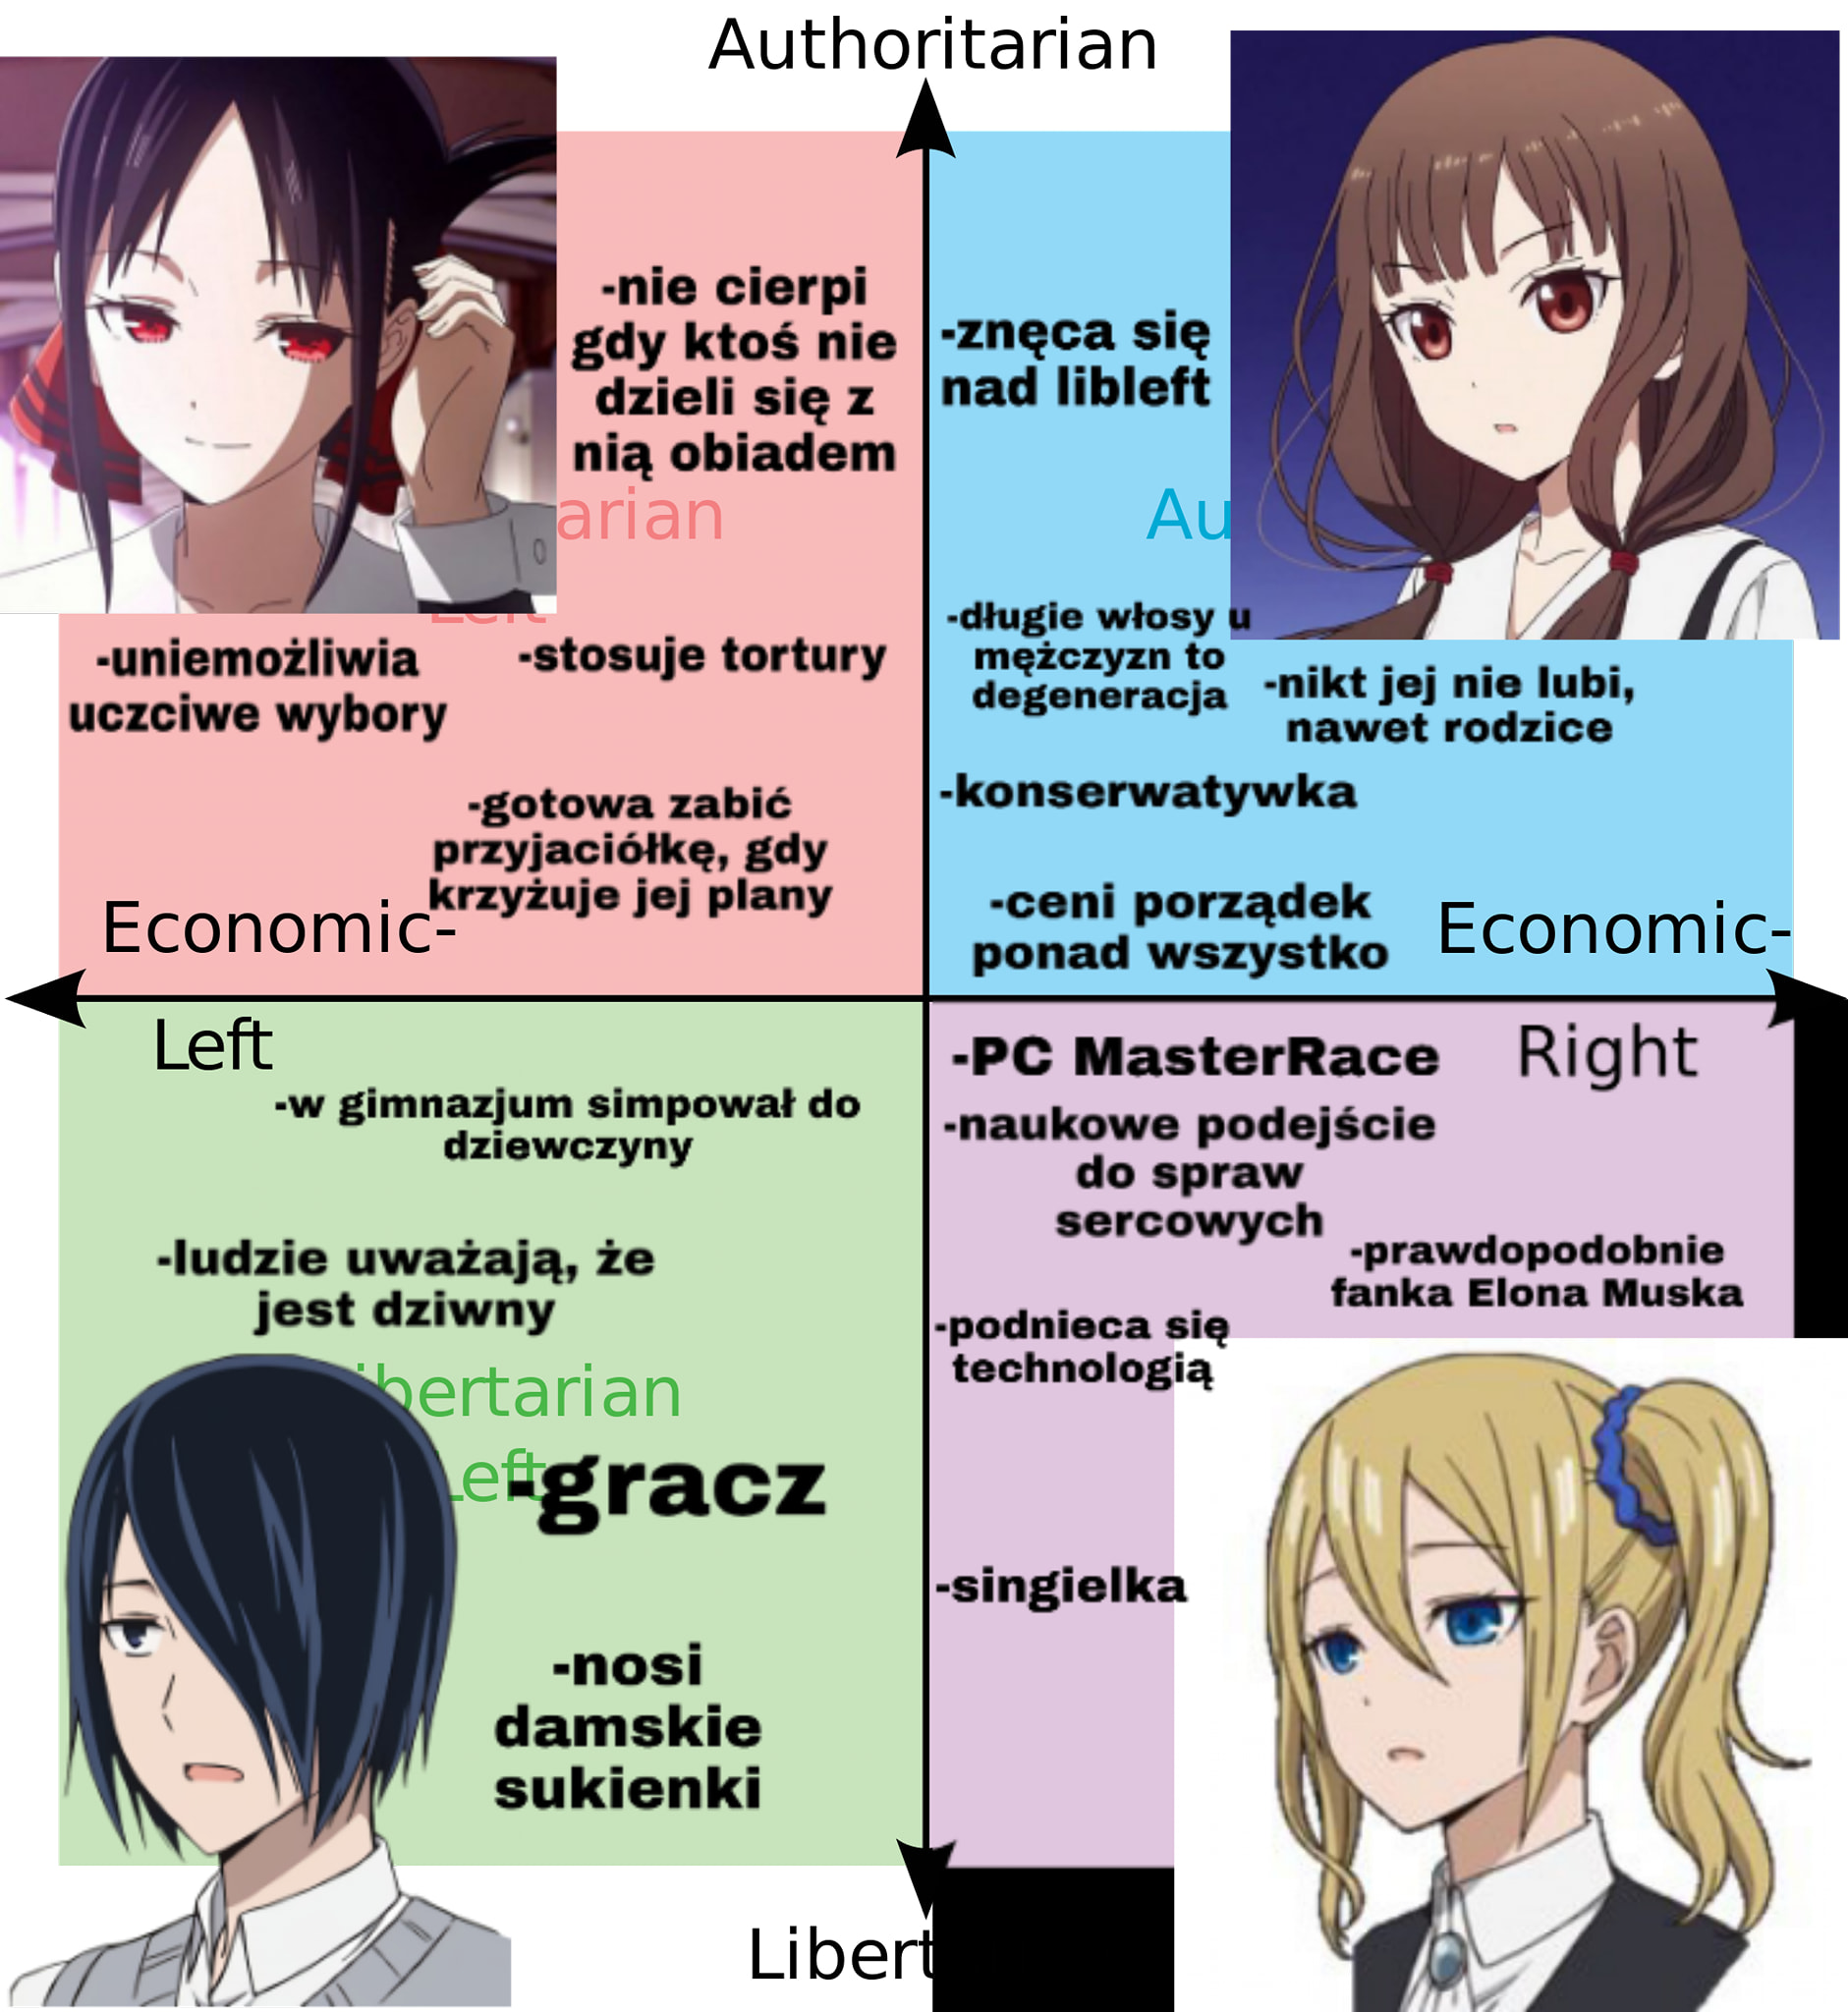 Authoritarian
-nie cierpi
gdy ktoś nie
dzieli się z
nią obiadem
arian
Left
-uniemożliwia
uczciwe wybory
-stosuje tortury
-gotowa zabić
przyjaciółkę, gdy
krzyżuje jej plany
Economic-
-znęca się
nad libleft
Au
-długie włosy u
mężczyzn to
degeneracja
-nikt jej nie lubi,
nawet rodzice
-konserwatywka
-ceni porządek
ponad wszystko
Economic-
Left
-w gimnazjum simpował do
dziewczyny
-ludzie uważają, że
jest dziwny
bertarian
Left
-gracz
-nosi
damskie
sukienki
-PC MasterRace
Right
-naukowe podejście
do spraw
sercowych
-prawdopodobnie
fanka Elona Muska
-podnieca się
technologią
-singielka
Libert